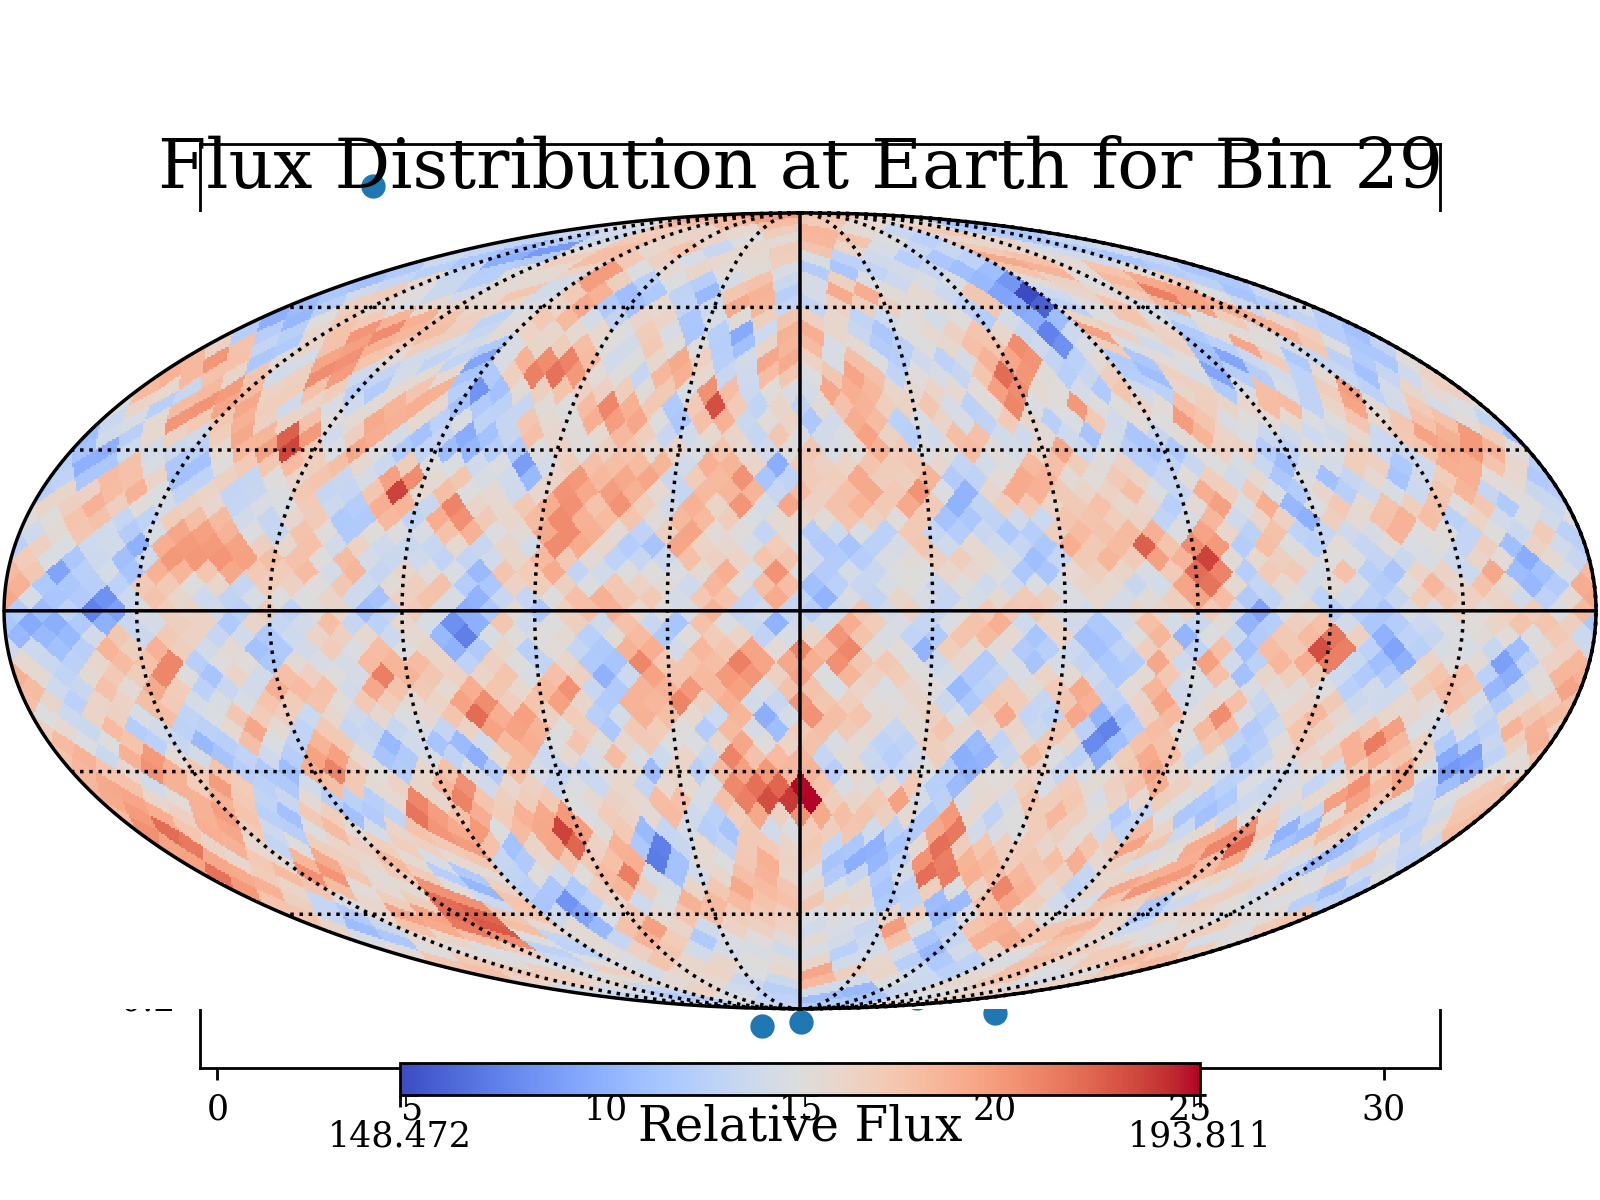 Flux Distribution at Earth for Bin 29
0 5 10 15 20 25 30
148.472 Relative Flux 193.811